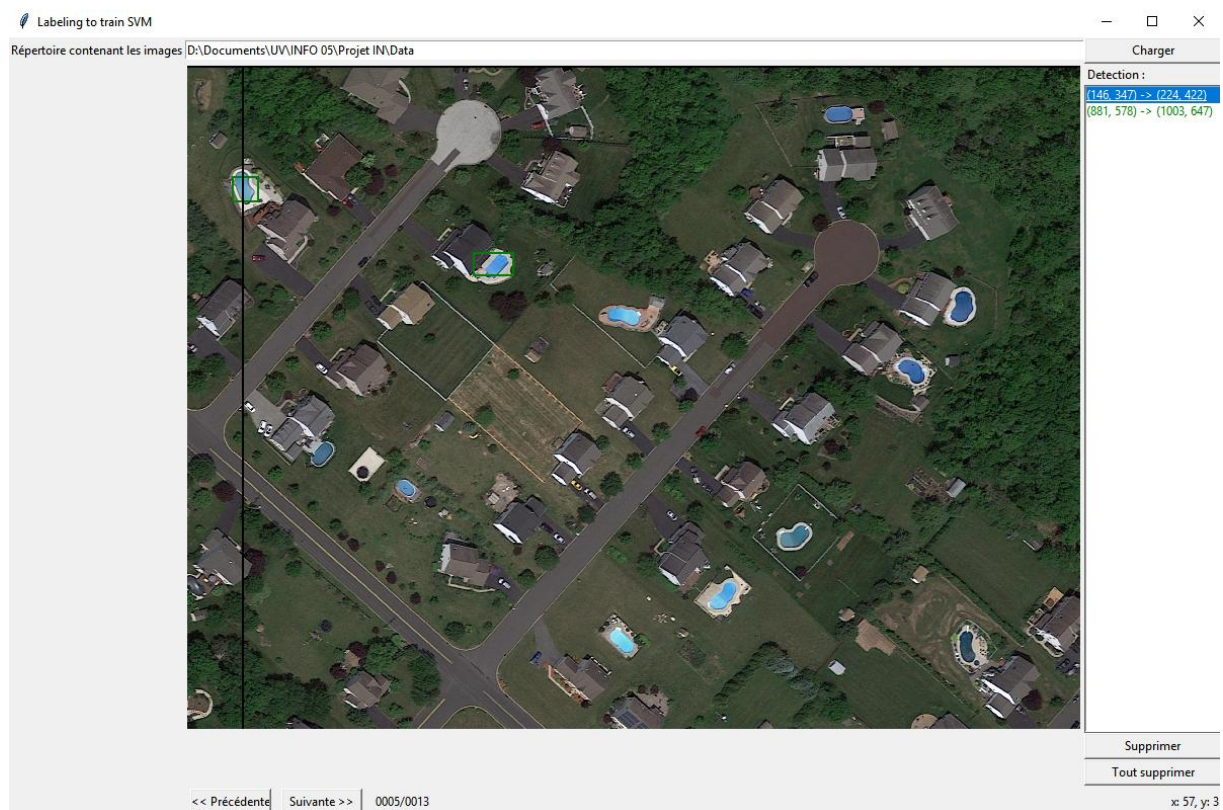 Labeling to train SVM
Répertoire contenant les images D:\Documents\UV\INFO 05\Projet IN\Data Charger
Detection :
(146, 347) -> (224, 422)
(881, 578) -> (1003, 647)
Supprimer
Tout supprimer
<< Précédente Suivante >> 0005/0013 x: 57, y: 3